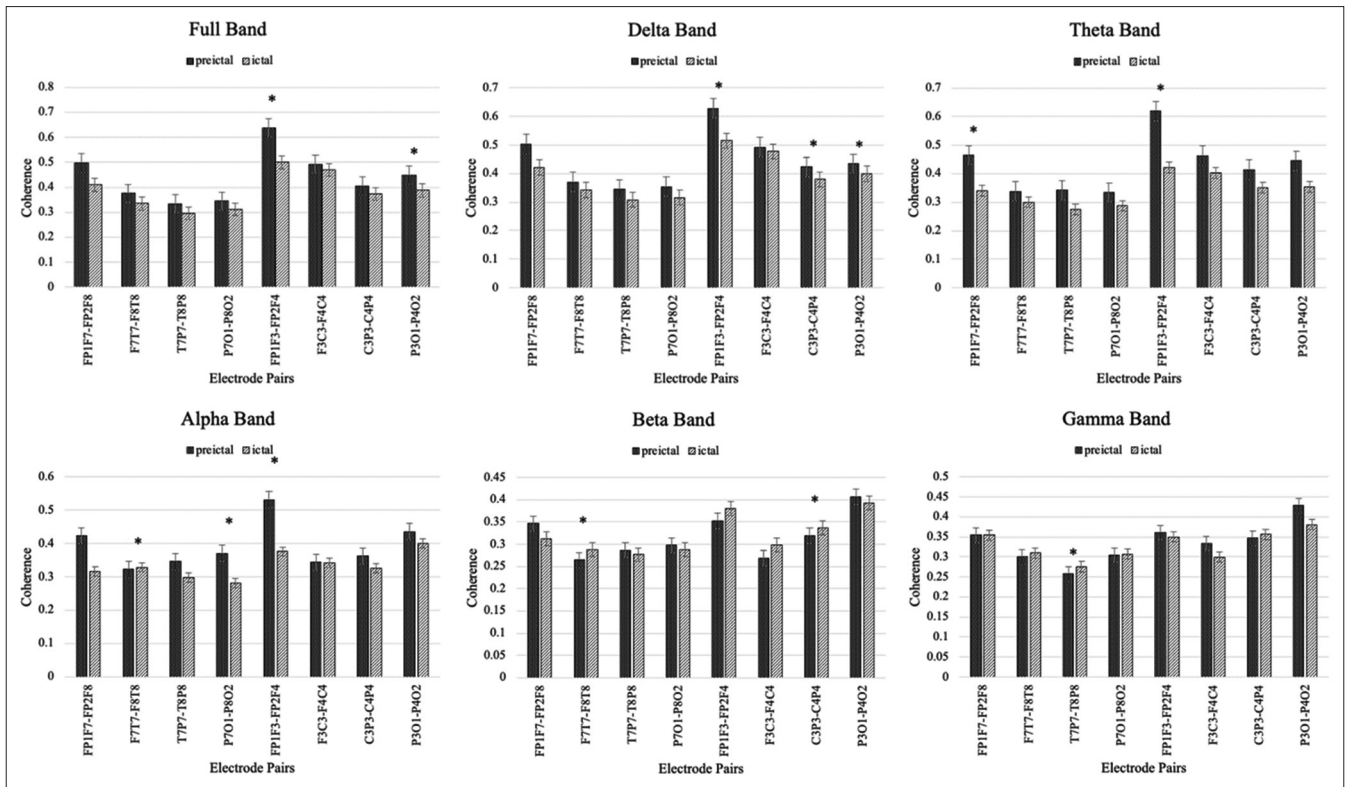 Full Band
preictal ictal
*
*
0.8
0.7
0.6
0.5
0.4
0.3
0.2
0.1
0
Coherence
FP1F7-FP2F8
F7T7-F8T8
T7P7-T8P8
P7O1-P8O2
FP1F3-FP2F4
F3C3-F4C4
C3P3-C4P4
P3O1-P4O2
Electrode Pairs
Delta Band
preictal ictal
*
*
*
0.7
0.6
0.5
0.4
0.3
0.2
0.1
0
Coherence
FP1F7-FP2F8
F7T7-F8T8
T7P7-T8P8
P7O1-P8O2
FP1F3-FP2F4
F3C3-F4C4
C3P3-C4P4
P3O1-P4O2
Electrode Pairs
Theta Band
preictal ictal
*
*
0.7
0.6
0.5
0.4
0.3
0.2
0.1
0
Coherence
FP1F7-FP2F8
F7T7-F8T8
T7P7-T8P8
P7O1-P8O2
FP1F3-FP2F4
F3C3-F4C4
C3P3-C4P4
P3O1-P4O2
Electrode Pairs
Alpha Band
preictal ictal
*
*
*
0.6
0.5
0.4
0.3
0.2
0.1
0
Coherence
FP1F7-FP2F8
F7T7-F8T8
T7P7-T8P8
P7O1-P8O2
FP1F3-FP2F4
F3C3-F4C4
C3P3-C4P4
P3O1-P4O2
Electrode Pairs
Beta Band
preictal ictal
*
*
0.45
0.4
0.35
0.3
0.25
0.2
0.15
0.1
0.05
0
Coherence
FP1F7-FP2F8
F7T7-F8T8
T7P7-T8P8
P7O1-P8O2
FP1F3-FP2F4
F3C3-F4C4
C3P3-C4P4
P3O1-P4O2
Electrode Pairs
Gamma Band
preictal ictal
*
0.5
0.45
0.4
0.35
0.3
0.25
0.2
0.15
0.1
0.05
0
Coherence
FP1F7-FP2F8
F7T7-F8T8
T7P7-T8P8
P7O1-P8O2
FP1F3-FP2F4
F3C3-F4C4
C3P3-C4P4
P3O1-P4O2
Electrode Pairs